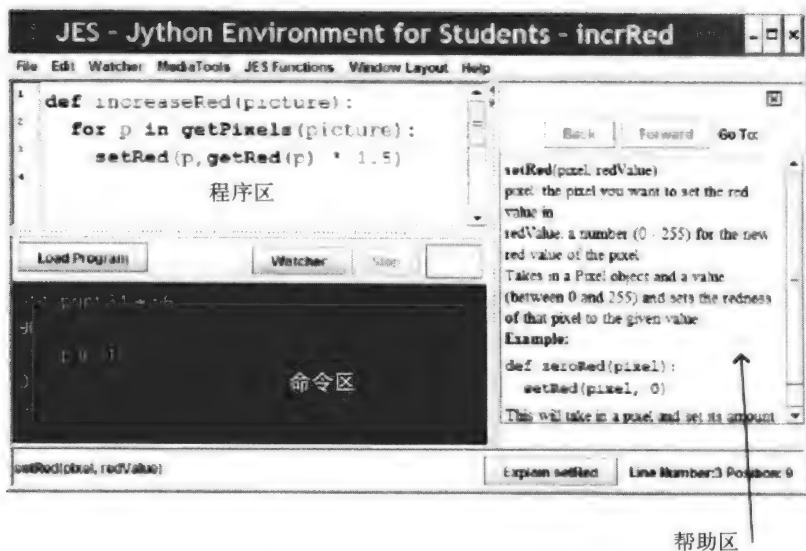 JES - Jython Environment for Students - incrRed
File Edit Watcher MediaTools JES Functions Window Layout Help
1 def increaseRed(picture):
2 for p in getPixels(picture):
3 setRed(p,getRed(p) * 1.5)
4
程序区
Load Program Watcher Stop
命令区
Back Forward Go To:
setRed(pixel, redValue)
pixel: the pixel you want to set the red
value in
redValue: a number (0 - 255) for the new
red value of the pixel
Takes in a Pixel object and a value
(between 0 and 255) and sets the redness
of that pixel to the given value
Example:
def zeroRed(pixel):
setRed(pixel, 0)
This will take in a pixel and set its amount
setRed(pixel, redValue)
Explain setRed Line Number:3 Position: 9
帮助区